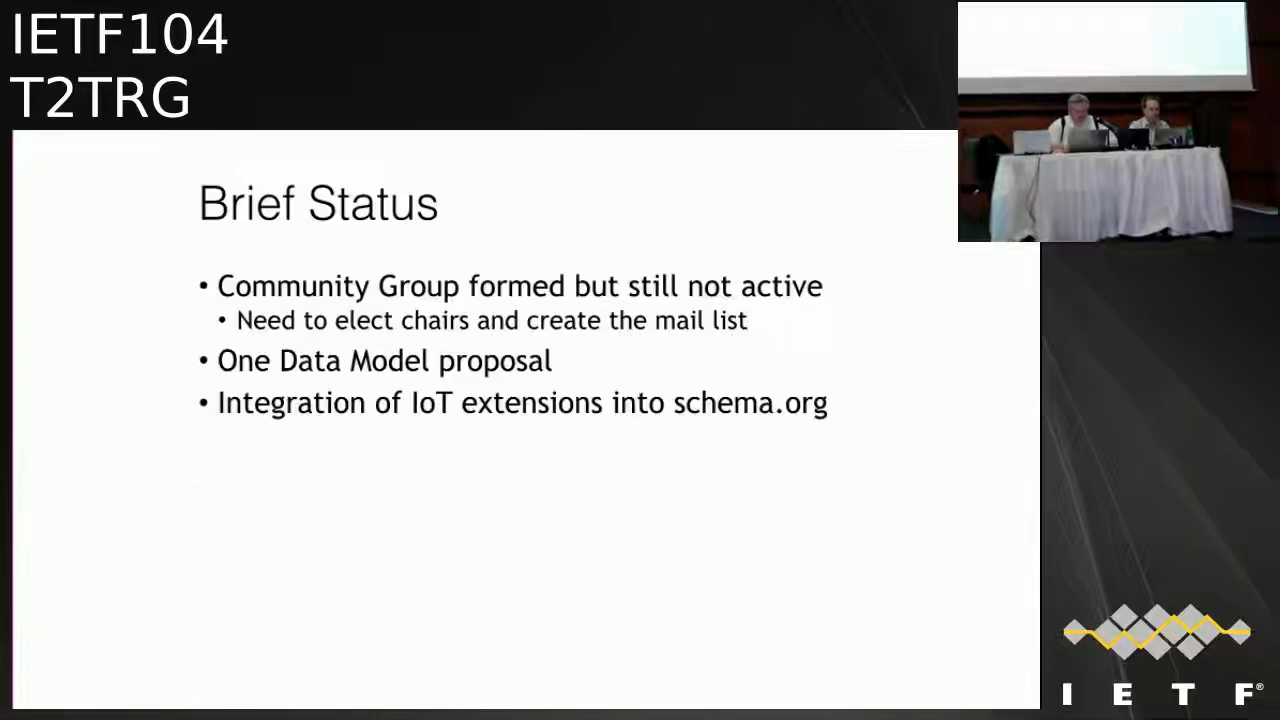 IETF104
T2TRG
Brief Status
• Community Group formed but still not active
• Need to elect chairs and create the mail list
• One Data Model proposal
• Integration of IoT extensions into schema.org
I E T F®